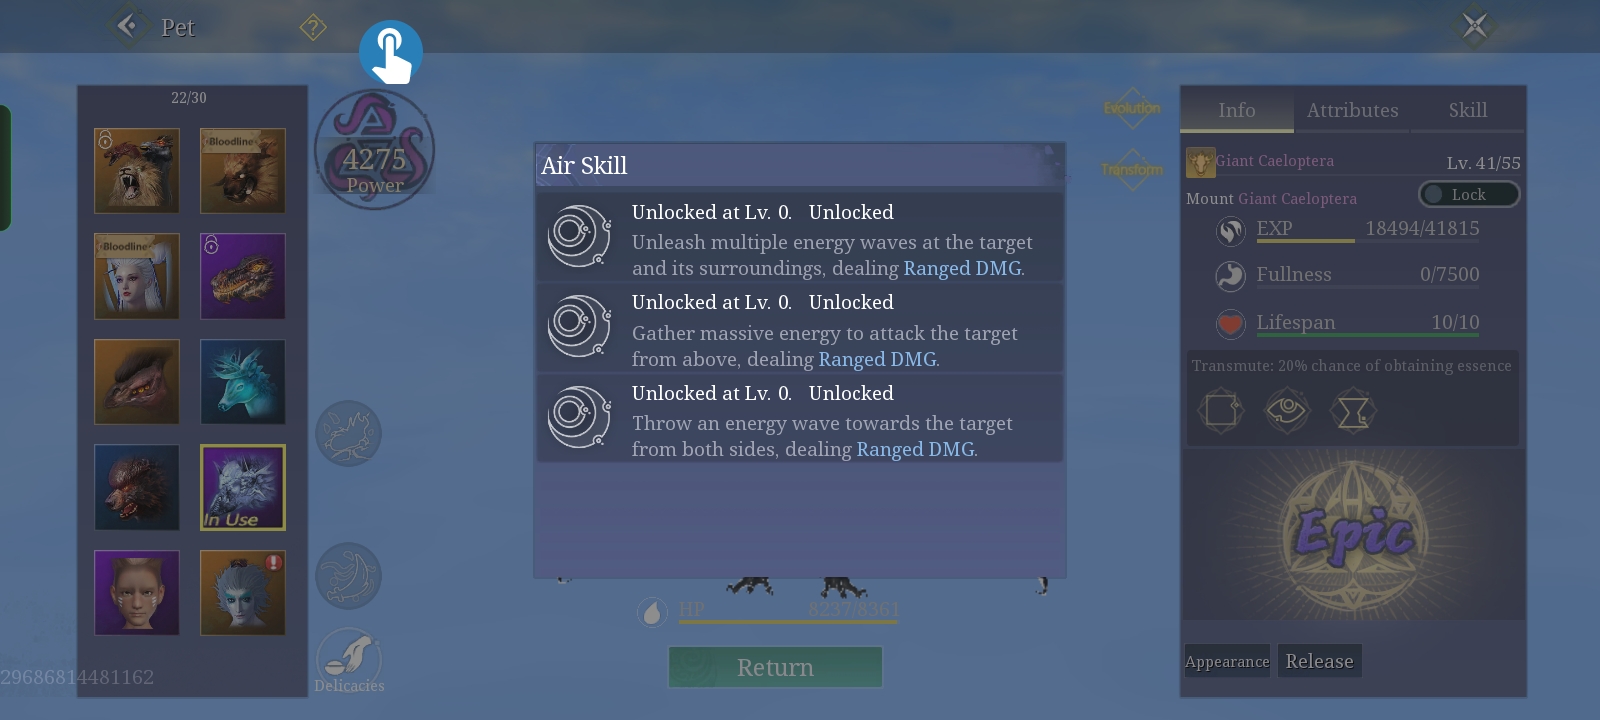 Pet
?
22/30
Bloodline
Bloodline
In Use
4275
Power
Delicacies
29686814481162
Air Skill
Unlocked at Lv. 0. Unlocked
Unleash multiple energy waves at the target
and its surroundings, dealing Ranged DMG.
Unlocked at Lv. 0. Unlocked
Gather massive energy to attack the target
from above, dealing Ranged DMG.
Unlocked at Lv. 0. Unlocked
Throw an energy wave towards the target
from both sides, dealing Ranged DMG.
HP 8237/8361
Return
Evolution
Transform
Info Attributes Skill
Giant Caeloptera Lv. 41/55
Mount Giant Caeloptera Lock
EXP 18494/41815
Fullness 0/7500
Lifespan 10/10
Transmute: 20% chance of obtaining essence
Epic
Appearance Release